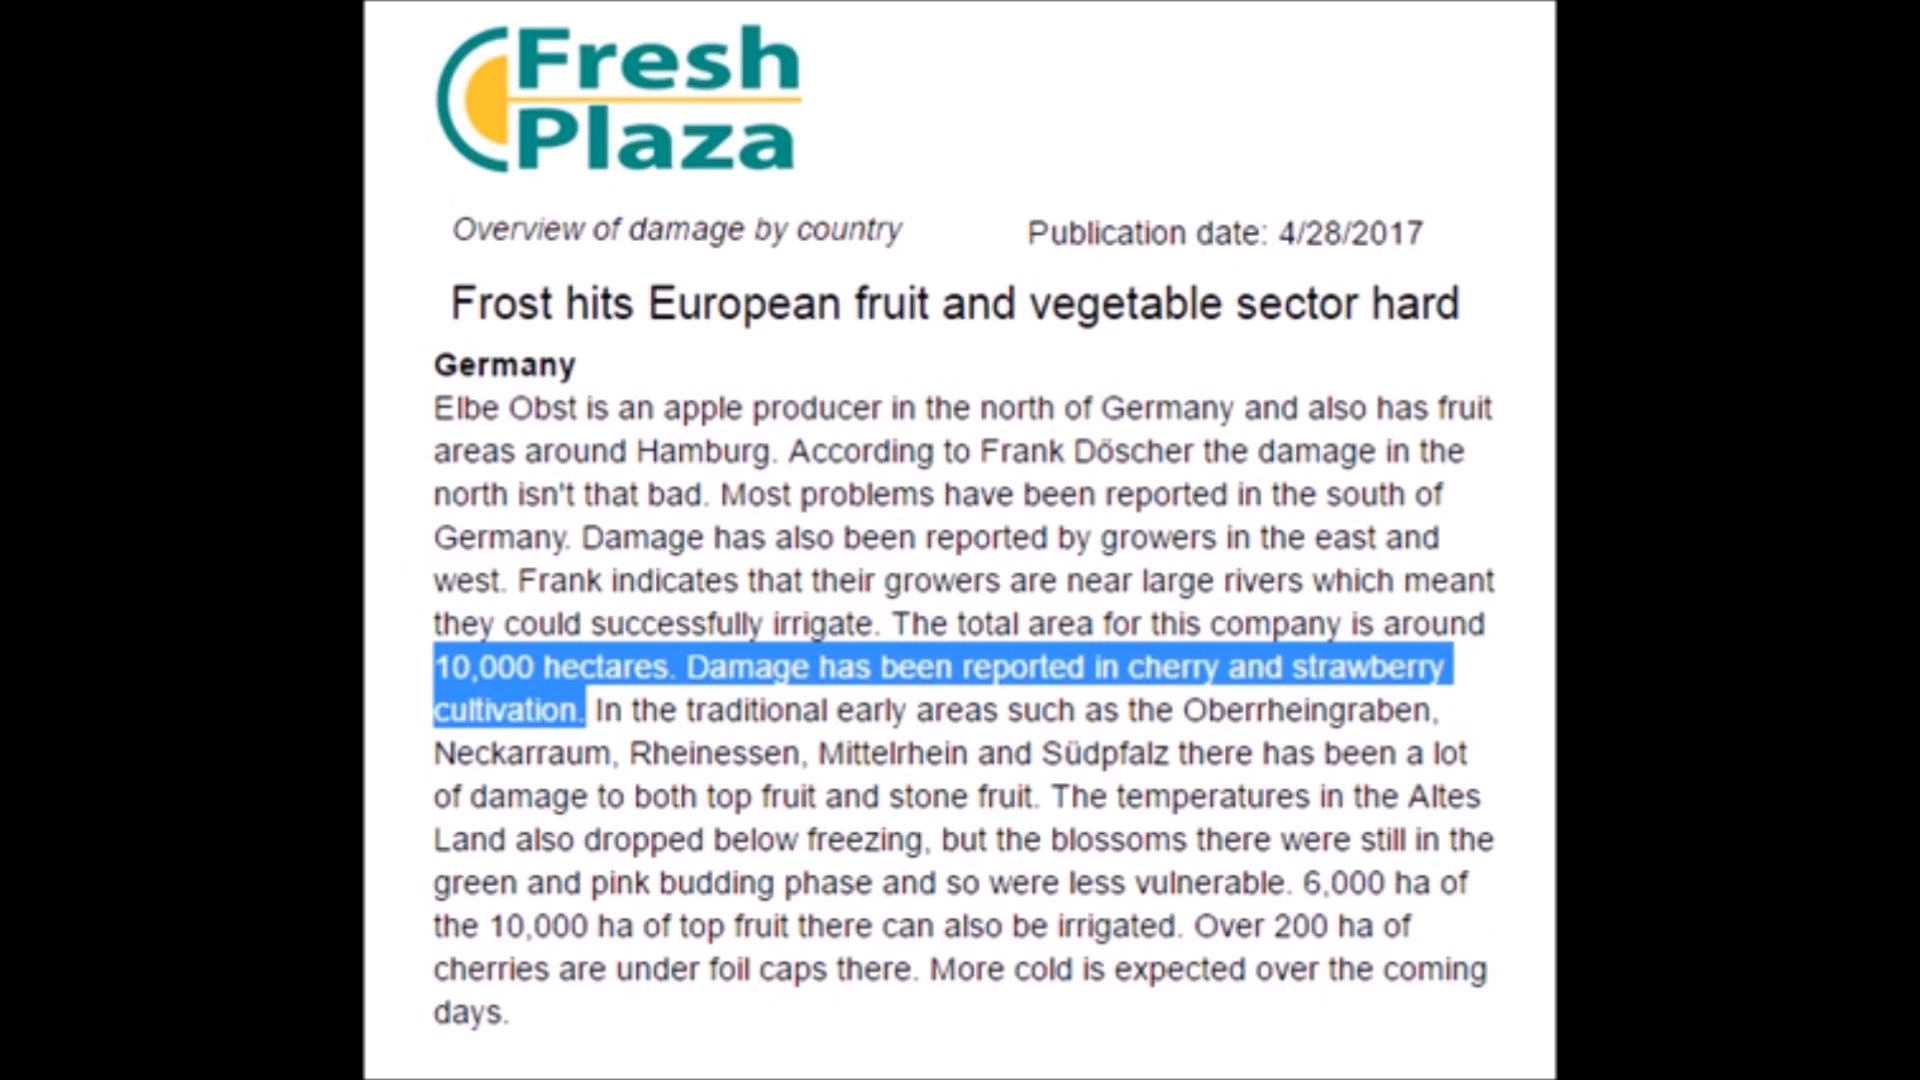 Fresh
Plaza
Overview of damage by country Publication date: 4/28/2017
Frost hits European fruit and vegetable sector hard
Germany
Elbe Obst is an apple producer in the north of Germany and also has fruit
areas around Hamburg. According to Frank Döscher the damage in the
north isn't that bad. Most problems have been reported in the south of
Germany. Damage has also been reported by growers in the east and
west. Frank indicates that their growers are near large rivers which meant
they could successfully irrigate. The total area for this company is around
10,000 hectares. Damage has been reported in cherry and strawberry
cultivation. In the traditional early areas such as the Oberrheingraben,
Neckarraum, Rheinessen, Mittelrhein and Südpfalz there has been a lot
of damage to both top fruit and stone fruit. The temperatures in the Altes
Land also dropped below freezing, but the blossoms there were still in the
green and pink budding phase and so were less vulnerable. 6,000 ha of
the 10,000 ha of top fruit there can also be irrigated. Over 200 ha of
cherries are under foil caps there. More cold is expected over the coming
days.